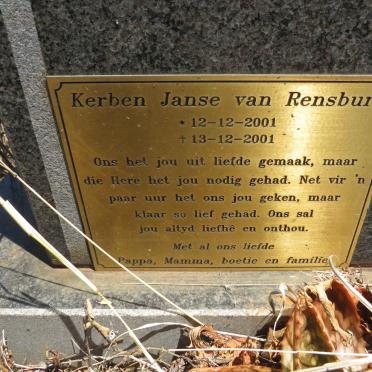 Kerben Janse van Rensbur
* 12-12-2001
† 13-12-2001
Ons het jou uit liefde gemaak, maar
die Here het jou nodig gehad. Net vir 'n
paar uur het ons jou geken, maar
klaar so lief gehad. Ons sal
jou altyd liefhê en onthou.
Met al ons liefde
Pappa, Mamma, boetie en familie